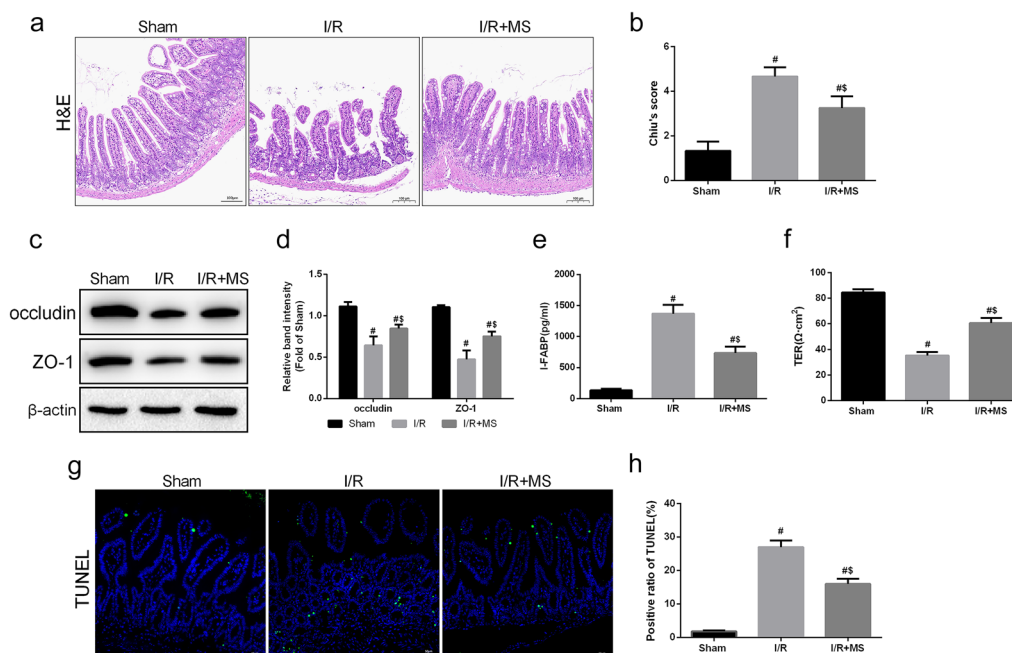 a
Sham
I/R
I/R+MS
H&E
b
Chiu's score
6
4
2
0
#
#$
Sham
I/R
I/R+MS
c
Sham
I/R
I/R+MS
occludin
ZO-1
β-actin
d
Relative band intensity
(Fold of Sham)
1.5
1.0
0.5
0.0
#
#$
#
#$
occludin
ZO-1
Sham
I/R
I/R+MS
e
I-FABP(pg/ml)
1500
1000
500
0
#
#$
Sham
I/R
I/R+MS
f
TER(Ω·cm²)
100
80
60
40
20
0
#
#$
Sham
I/R
I/R+MS
g
Sham
I/R
I/R+MS
TUNEL
h
Positive ratio of TUNEL(%)
40
30
20
10
0
#
#$
Sham
I/R
I/R+MS